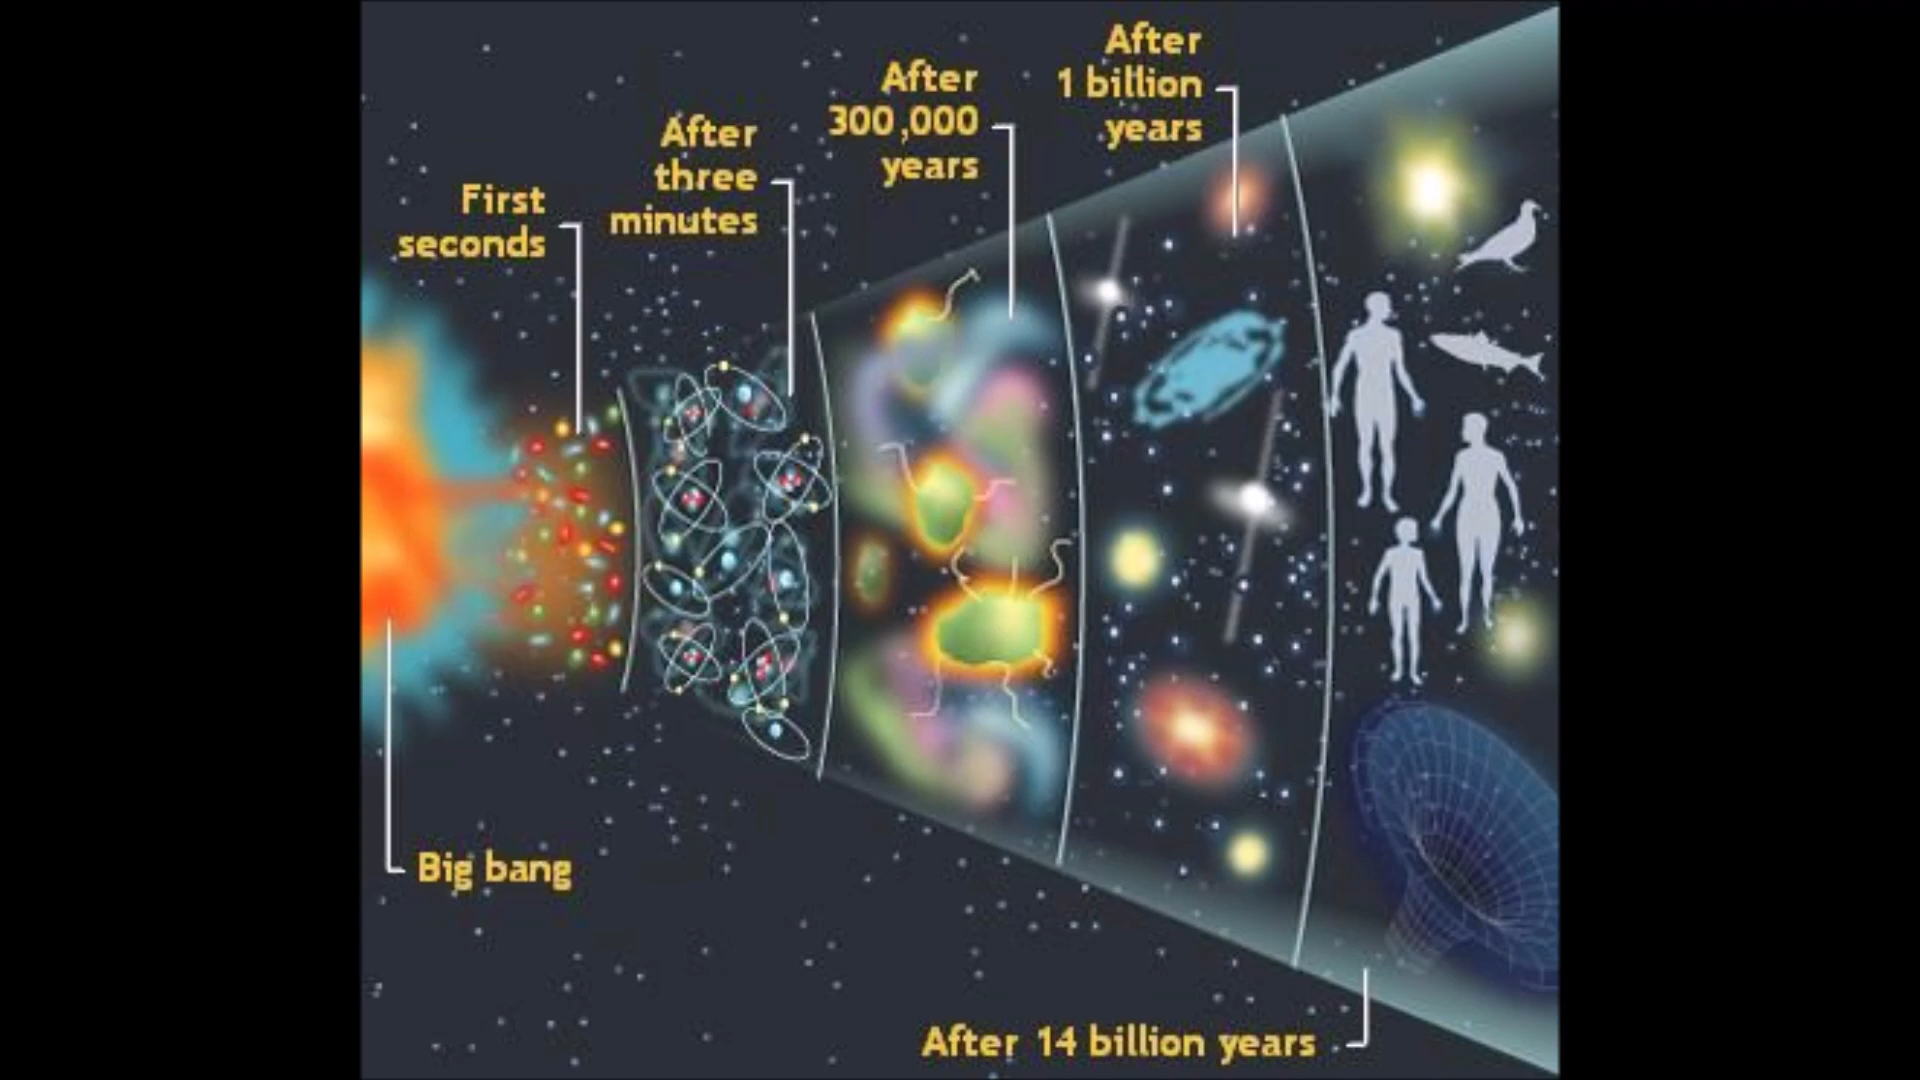 First
seconds
After
three
minutes
After
300,000
years
After
1 billion
years
Big bang
After 14 billion years